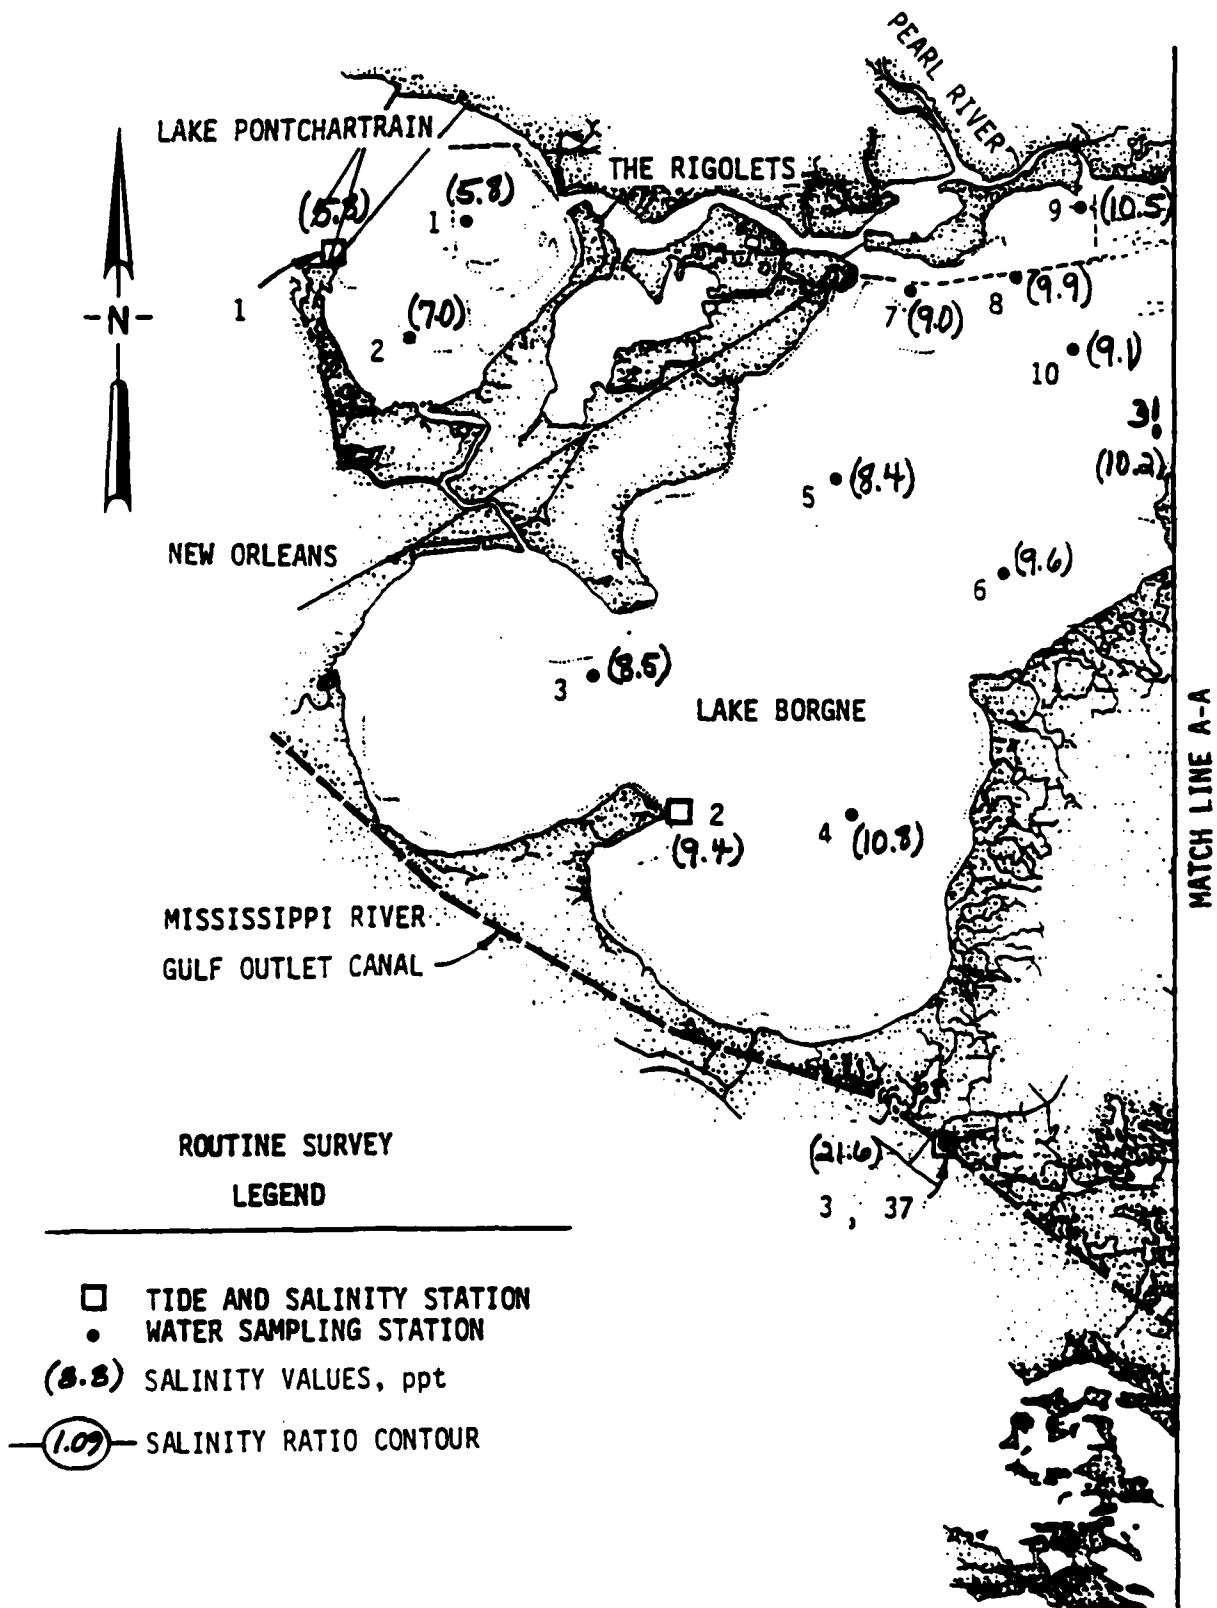 PEARL RIVER
LAKE PONTCHARTRAIN
THE RIGOLETS
(5.8)
1
9
(10.5)
1
(7.0)
2
-N-
7
(9.0)
8
(9.9)
10
(9.1)
31
(10.2)
5
(8.4)
NEW ORLEANS
6
(9.6)
3
(8.5)
LAKE BORGNE
MATCH LINE A-A
2
(9.4)
4
(10.8)
MISSISSIPPI RIVER
GULF OUTLET CANAL
ROUTINE SURVEY
LEGEND
(21.6)
3, 37
TIDE AND SALINITY STATION
WATER SAMPLING STATION
(8.8) SALINITY VALUES, ppt
1.09 SALINITY RATIO CONTOUR